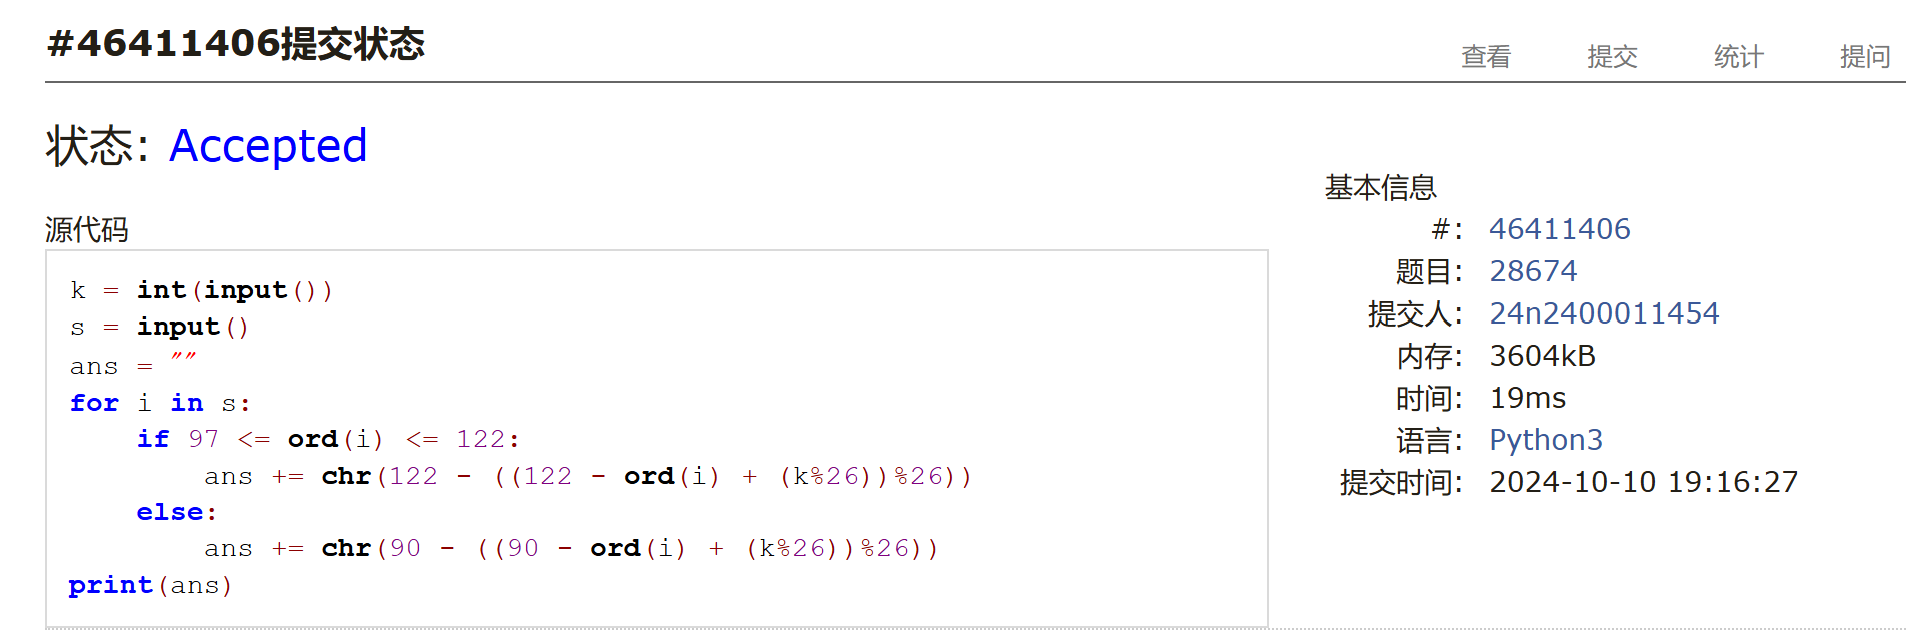 #46411406提交状态
查看 提交 统计 提问
状态: Accepted
源代码
k = int(input())
s = input()
ans = ""
for i in s:
    if 97 <= ord(i) <= 122:
        ans += chr(122 - ((122 - ord(i) + (k%26))%26))
    else:
        ans += chr(90 - ((90 - ord(i) + (k%26))%26))
print(ans)
基本信息
#: 46411406
题目: 28674
提交人: 24n2400011454
内存: 3604kB
时间: 19ms
语言: Python3
提交时间: 2024-10-10 19:16:27